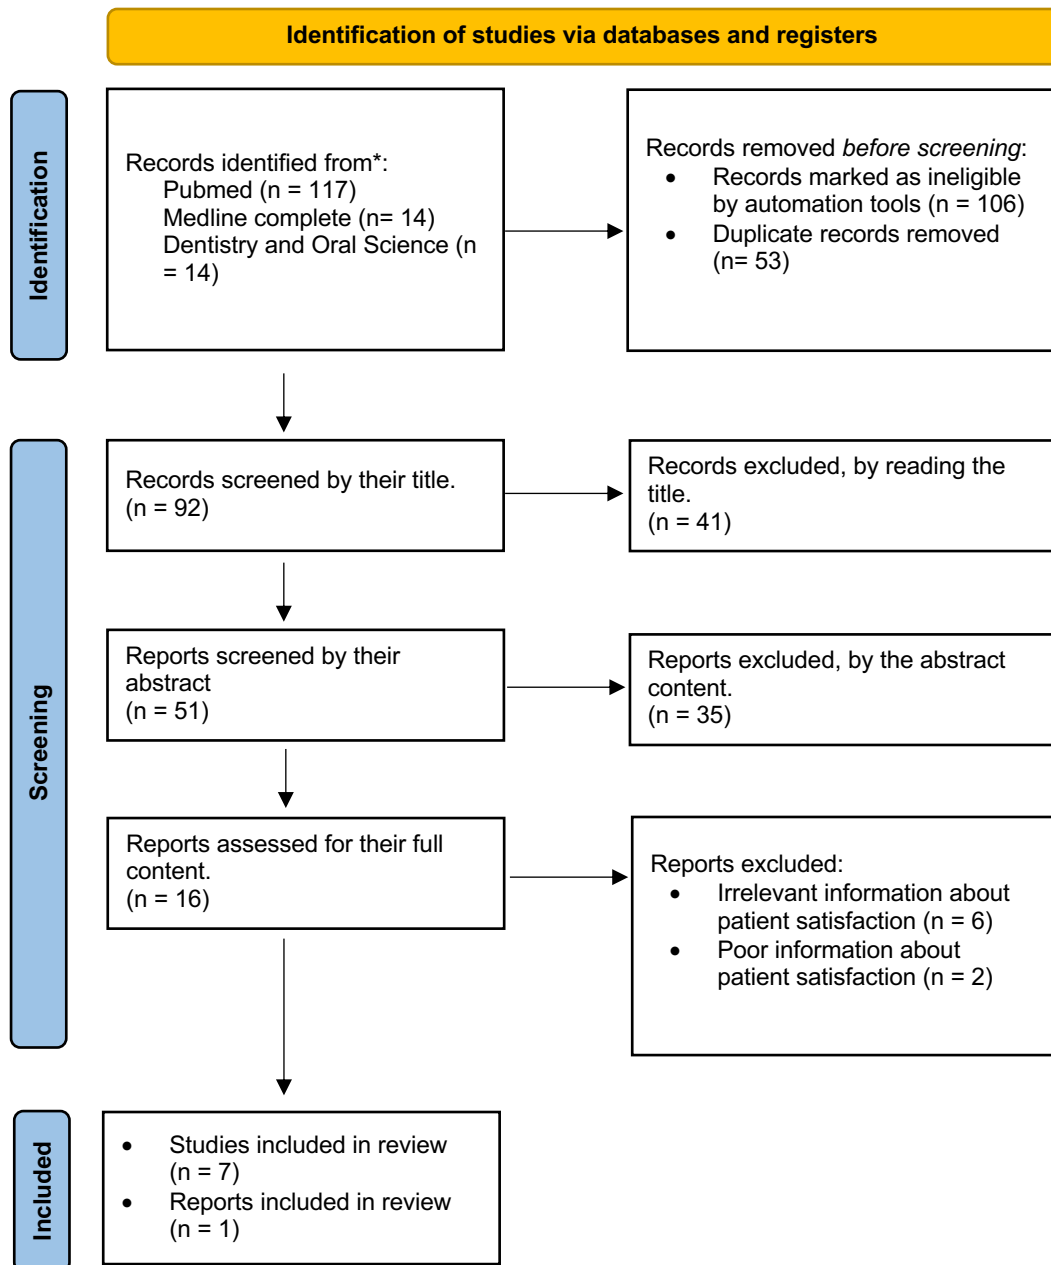 Identification of studies via databases and registers
Identification
Records identified from*:
Pubmed (n = 117)
Medline complete (n= 14)
Dentistry and Oral Science (n
= 14)
Records removed before screening:
• Records marked as ineligible
by automation tools (n = 106)
• Duplicate records removed
(n= 53)
Screening
Records screened by their title.
(n = 92)
Records excluded, by reading the
title.
(n = 41)
Reports screened by their
abstract
(n = 51)
Reports excluded, by the abstract
content.
(n = 35)
Reports assessed for their full
content.
(n = 16)
Reports excluded:
• Irrelevant information about
patient satisfaction (n = 6)
• Poor information about
patient satisfaction (n = 2)
Included
• Studies included in review
(n = 7)
• Reports included in review
(n = 1)